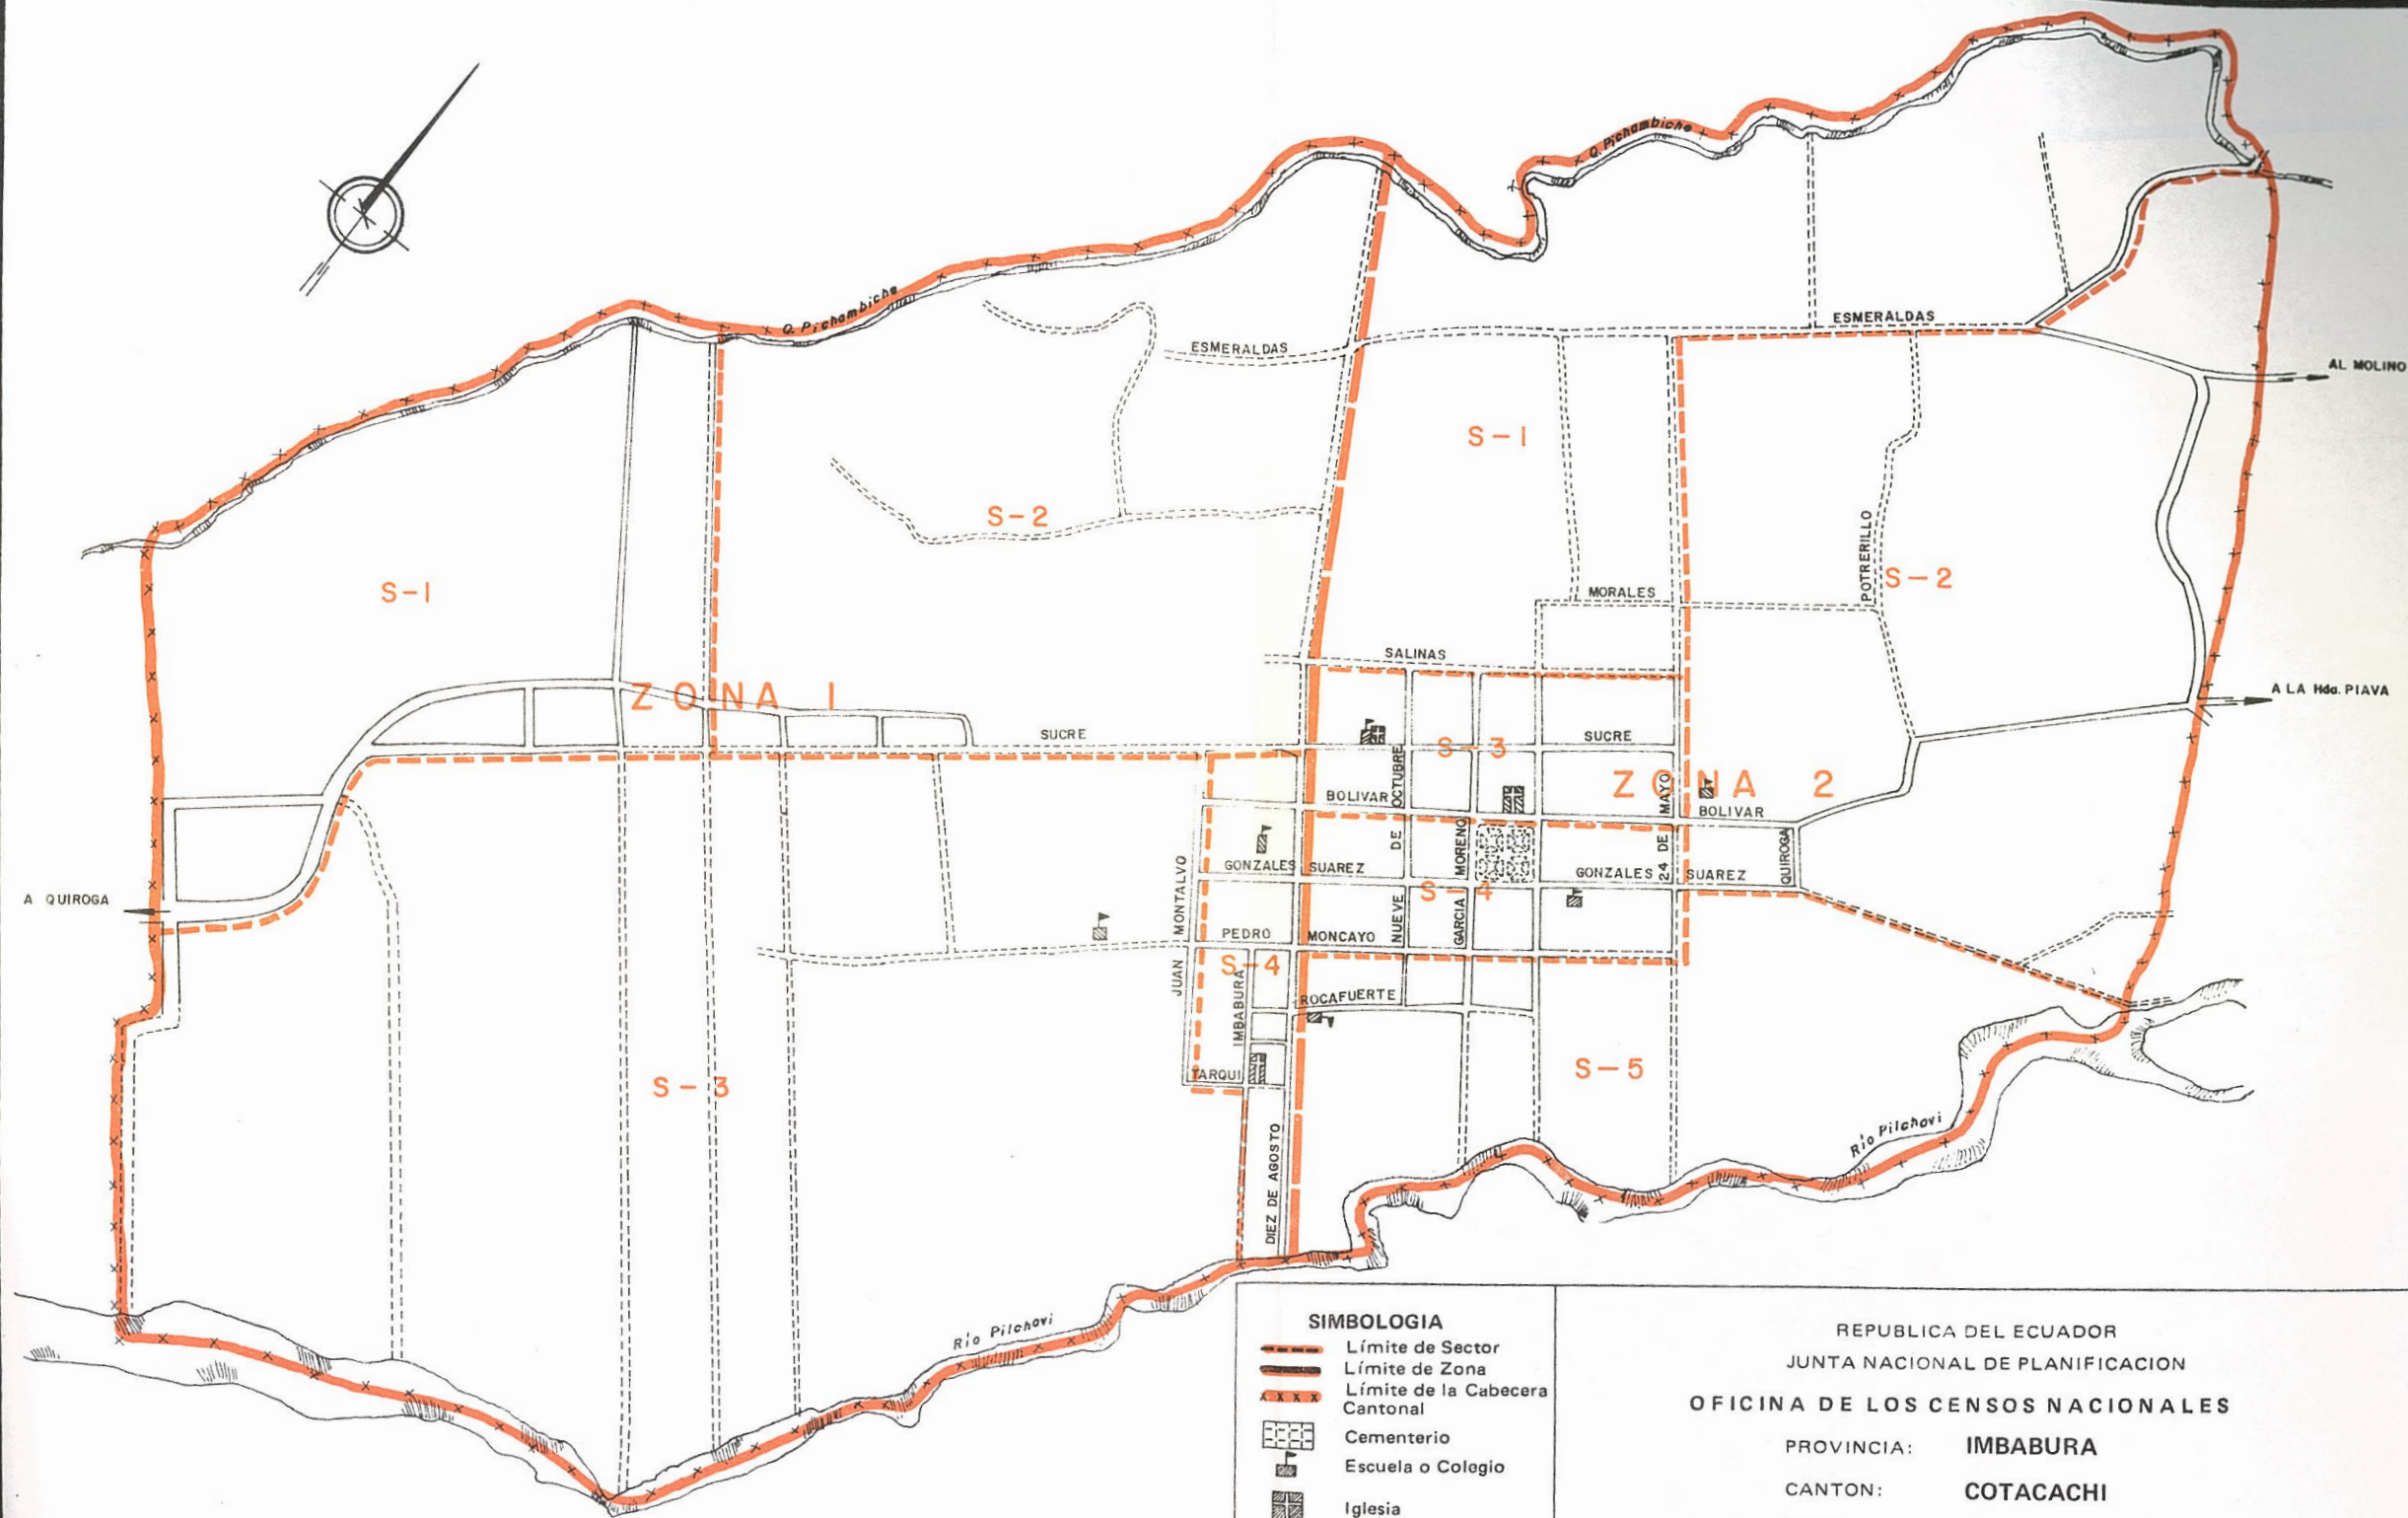 Q. Pichambiche
Q. Pichambiche
ESMERALDAS
ESMERALDAS
AL MOLINO
S-1
S-2
S-1
S-2
POTRERILLO
MORALES
SALINAS
A LA Hda. PIAVA
ZONA 1
SUCRE
SUCRE
S-3
ZONA 2
BOLIVAR
BOLIVAR
NUEVE DE OCTUBRE
GARCIA MORENO
24 DE MAYO
QUIROGA
GONZALES SUAREZ
GONZALES SUAREZ
S-4
A QUIROGA
JUAN MONTALVO
PEDRO MONCAYO
S-4
IMBABURA
ROCAFUERTE
TARQUI
S-3
S-5
DIEZ DE AGOSTO
Río Pilchovi
Río Pilchovi
SIMBOLOGIA
Límite de Sector
Límite de Zona
Límite de la Cabecera
Cantonal
Cementerio
Escuela o Colegio
Iglesia
REPUBLICA DEL ECUADOR
JUNTA NACIONAL DE PLANIFICACION
OFICINA DE LOS CENSOS NACIONALES
PROVINCIA: IMBABURA
CANTON: COTACACHI